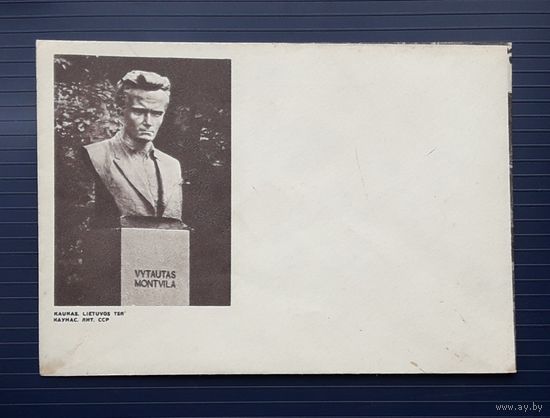 VYTAUTAS
MONTVILA
KAUNAS. LIETUVOS TSR
КАУНАС. ЛИТ. ССР
www.ay.by